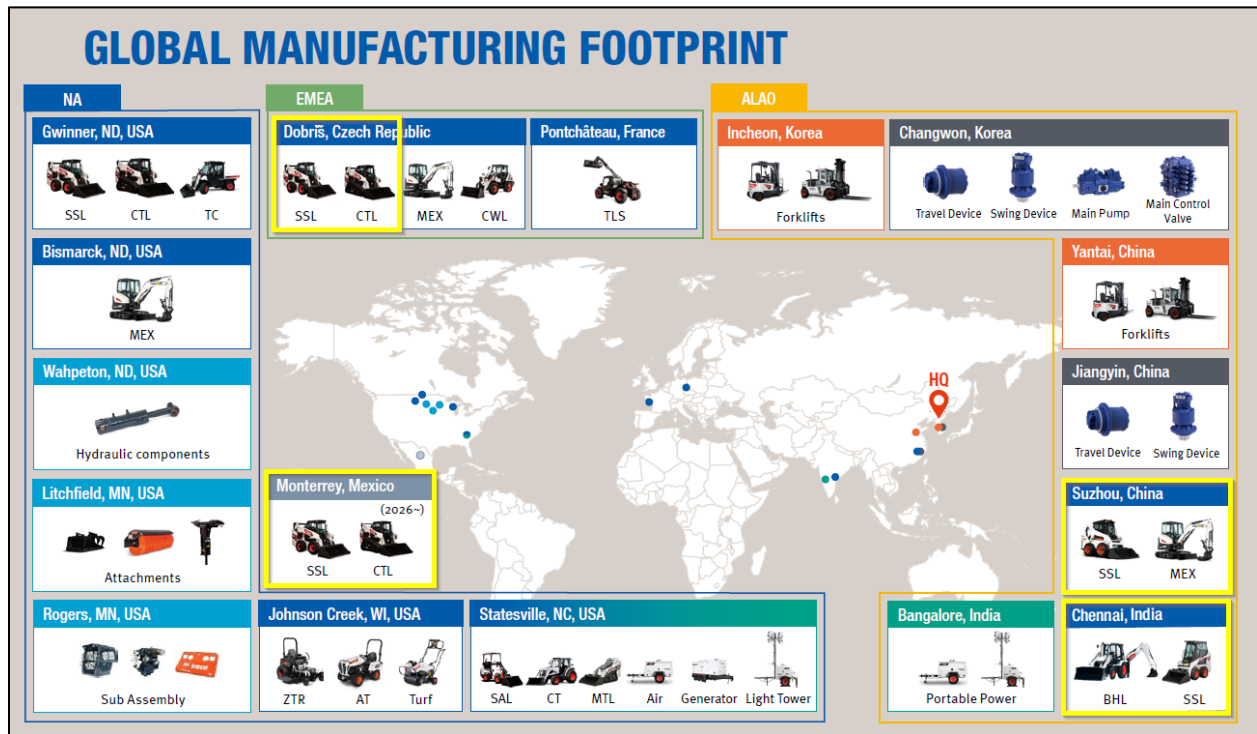 GLOBAL MANUFACTURING FOOTPRINT
NA
Gwinner, ND, USA
SSL
CTL
TC
Bismarck, ND, USA
MEX
Wahpeton, ND, USA
Hydraulic components
Litchfield, MN, USA
Attachments
Rogers, MN, USA
Sub Assembly
Johnson Creek, WI, USA
ZTR
AT
Turf
Statesville, NC, USA
SAL
CT
MTL
Air
Generator
Light Tower
Monterrey, Mexico
(2026~)
SSL
CTL
EMEA
Dobříš, Czech Republic
SSL
CTL
MEX
CWL
Pontchâteau, France
TLS
HQ
ALAO
Incheon, Korea
Forklifts
Changwon, Korea
Travel Device
Swing Device
Main Pump
Main Control
Valve
Yantai, China
Forklifts
Jiangyin, China
Travel Device
Swing Device
Suzhou, China
SSL
MEX
Bangalore, India
Portable Power
Chennai, India
BHL
SSL